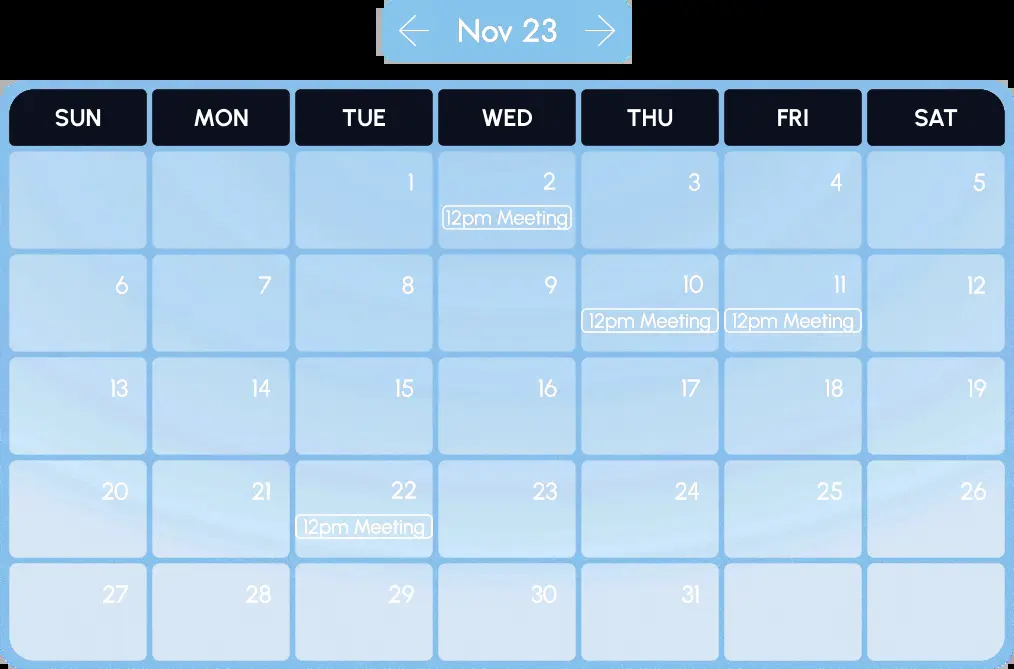 Nov 23
SUN MON TUE WED THU FRI SAT
1 2 3 4 5
12pm Meeting
6 7 8 9 10 11 12
12pm Meeting 12pm Meeting
13 14 15 16 17 18 19
20 21 22 23 24 25 26
12pm Meeting
27 28 29 30 31